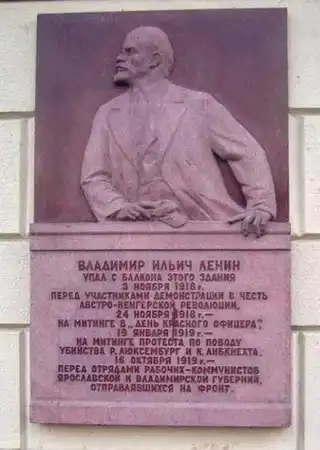 ВЛАДИМИР ИЛЬИЧ ЛЕНИН
УПАЛ С БАЛКОНА ЭТОГО ЗДАНИЯ
3 НОЯБРЯ 1918 г.
ПЕРЕД УЧАСТНИКАМИ ДЕМОНСТРАЦИИ В ЧЕСТЬ
АВСТРО-ВЕНГЕРСКОЙ РЕВОЛЮЦИИ,
24 НОЯБРЯ 1918 г.—
НА МИТИНГЕ В „ДЕНЬ КРАСНОГО ОФИЦЕРА",
19 ЯНВАРЯ 1919 г.—
НА МИТИНГЕ ПРОТЕСТА ПО ПОВОДУ
УБИЙСТВА Р. ЛЮКСЕМБУРГ И К. ЛИБКНЕХТА,
16 ОКТЯБРЯ 1919 г.—
ПЕРЕД ОТРЯДАМИ РАБОЧИХ-КОММУНИСТОВ
ЯРОСЛАВСКОЙ И ВЛАДИМИРСКОЙ ГУБЕРНИЙ,
ОТПРАВЛЯВШИХСЯ НА ФРОНТ.